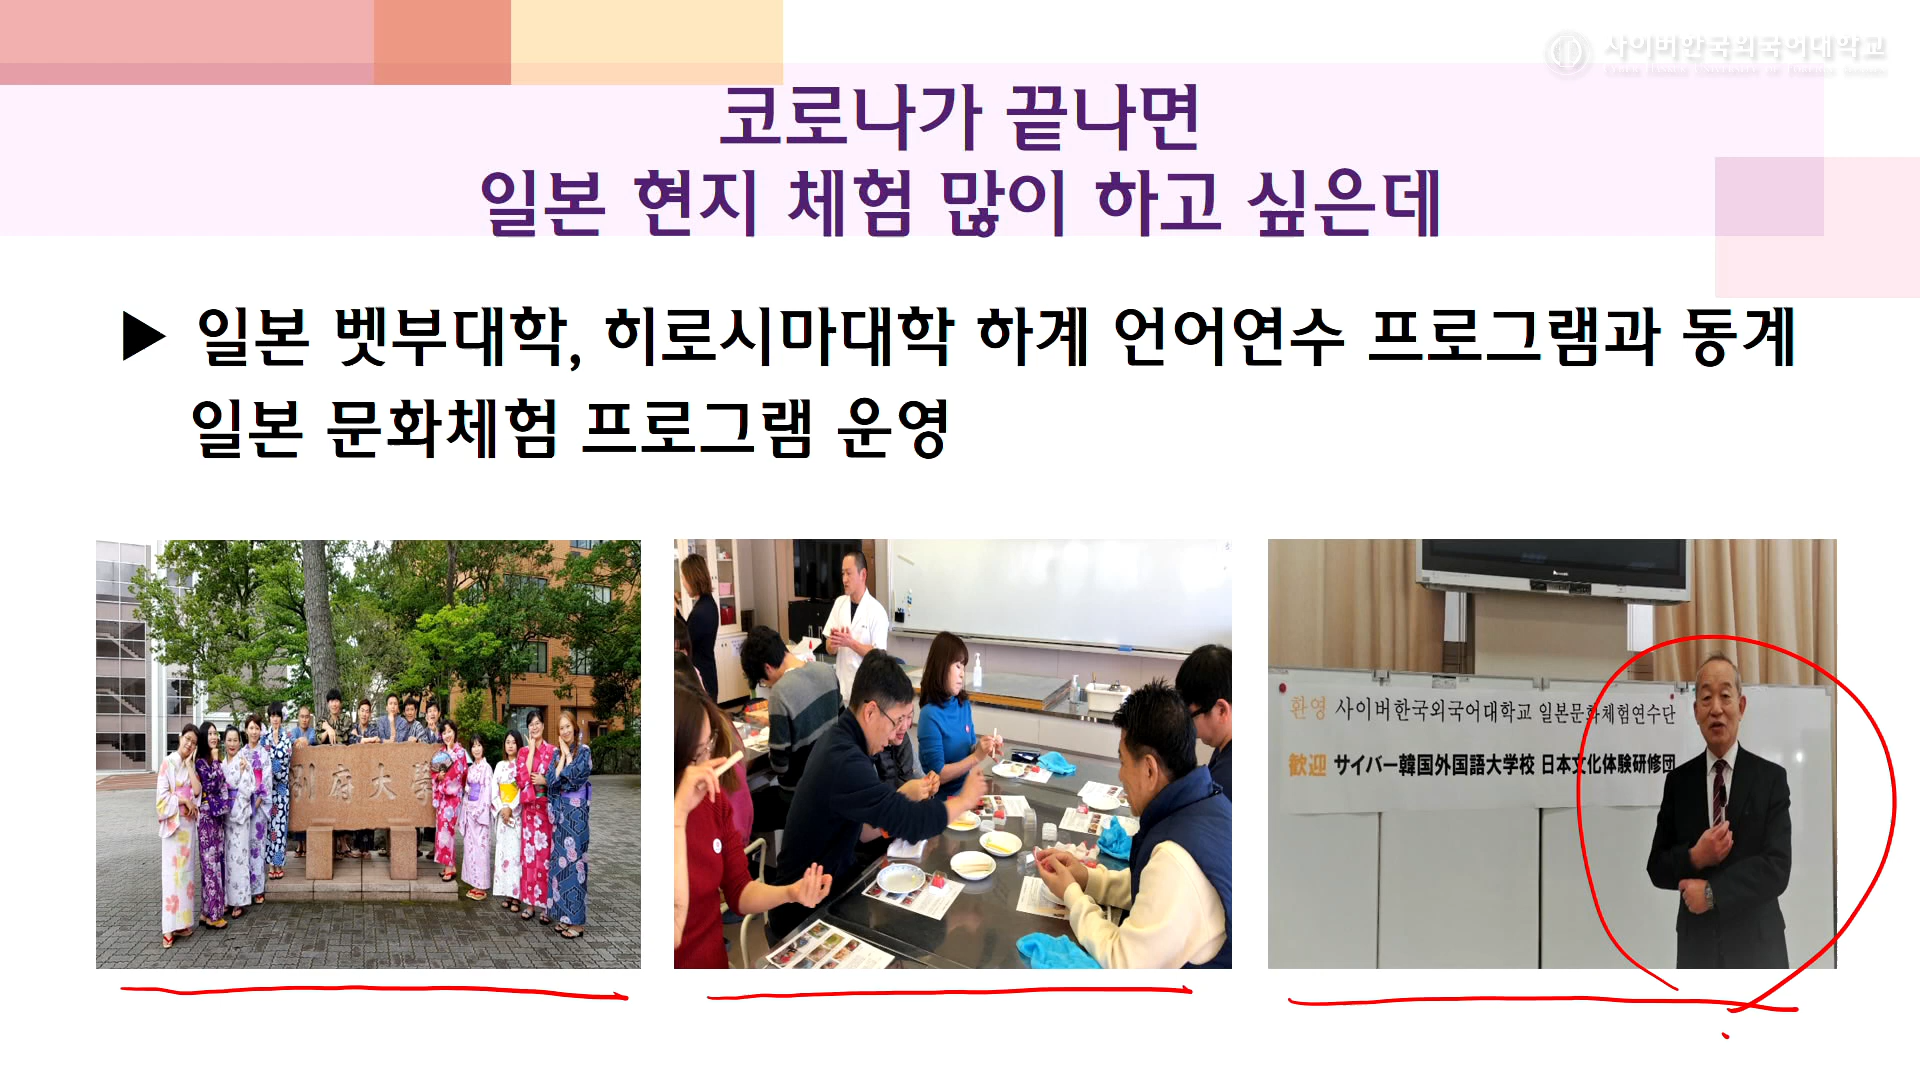 사이버한국외국어대학교
코로나가 끝나면
일본 현지 체험 많이 하고 싶은데
▶ 일본 벳부대학, 히로시마대학 하계 언어연수 프로그램과 동계
일본 문화체험 프로그램 운영
別府大學
환영 사이버한국외국어대학교 일본문화체험연수단
歓迎 サイバー韓国外国語大学校 日本文化体験研修団